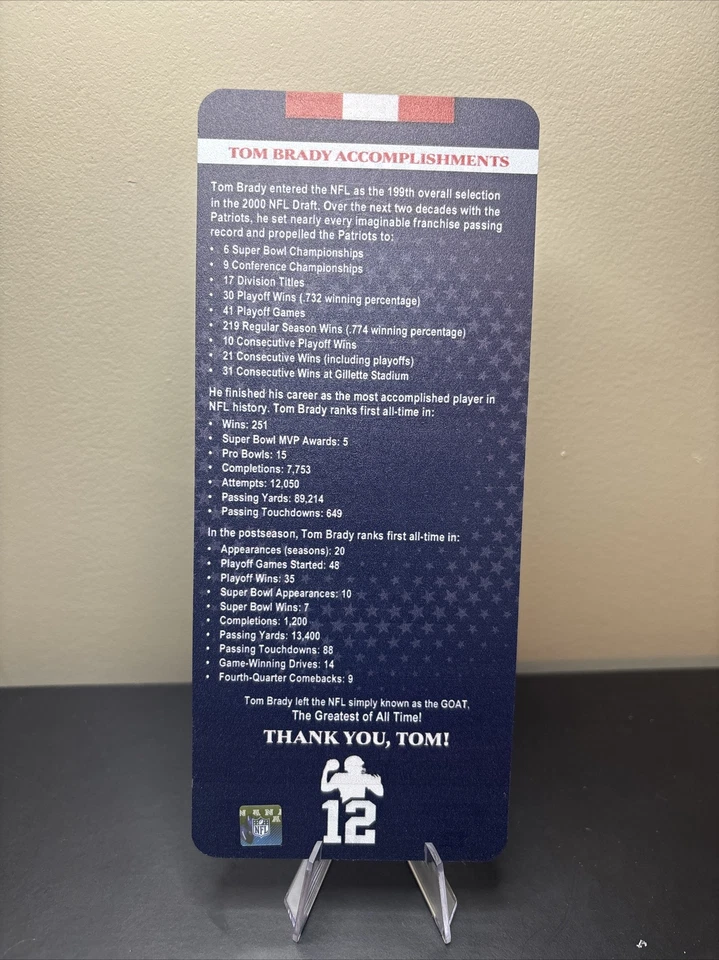 TOM BRADY ACCOMPLISHMENTS
Tom Brady entered the NFL as the 199th overall selection
in the 2000 NFL Draft. Over the next two decades with the
Patriots, he set nearly every imaginable franchise passing
record and propelled the Patriots to:
• 6 Super Bowl Championships
• 9 Conference Championships
• 17 Division Titles
• 30 Playoff Wins (.732 winning percentage)
• 41 Playoff Games
• 219 Regular Season Wins (.774 winning percentage)
• 10 Consecutive Playoff Wins
• 21 Consecutive Wins (including playoffs)
• 31 Consecutive Wins at Gillette Stadium
He finished his career as the most accomplished player in
NFL history. Tom Brady ranks first all-time in:
• Wins: 251
• Super Bowl MVP Awards: 5
• Pro Bowls: 15
• Completions: 7,753
• Attempts: 12,050
• Passing Yards: 89,214
• Passing Touchdowns: 649
In the postseason, Tom Brady ranks first all-time in:
• Appearances (seasons): 20
• Playoff Games Started: 48
• Playoff Wins: 35
• Super Bowl Appearances: 10
• Super Bowl Wins: 7
• Completions: 1,200
• Passing Yards: 13,400
• Passing Touchdowns: 88
• Game-Winning Drives: 14
• Fourth-Quarter Comebacks: 9
Tom Brady left the NFL simply known as the GOAT,
The Greatest of All Time!
THANK YOU, TOM!
12
NFL